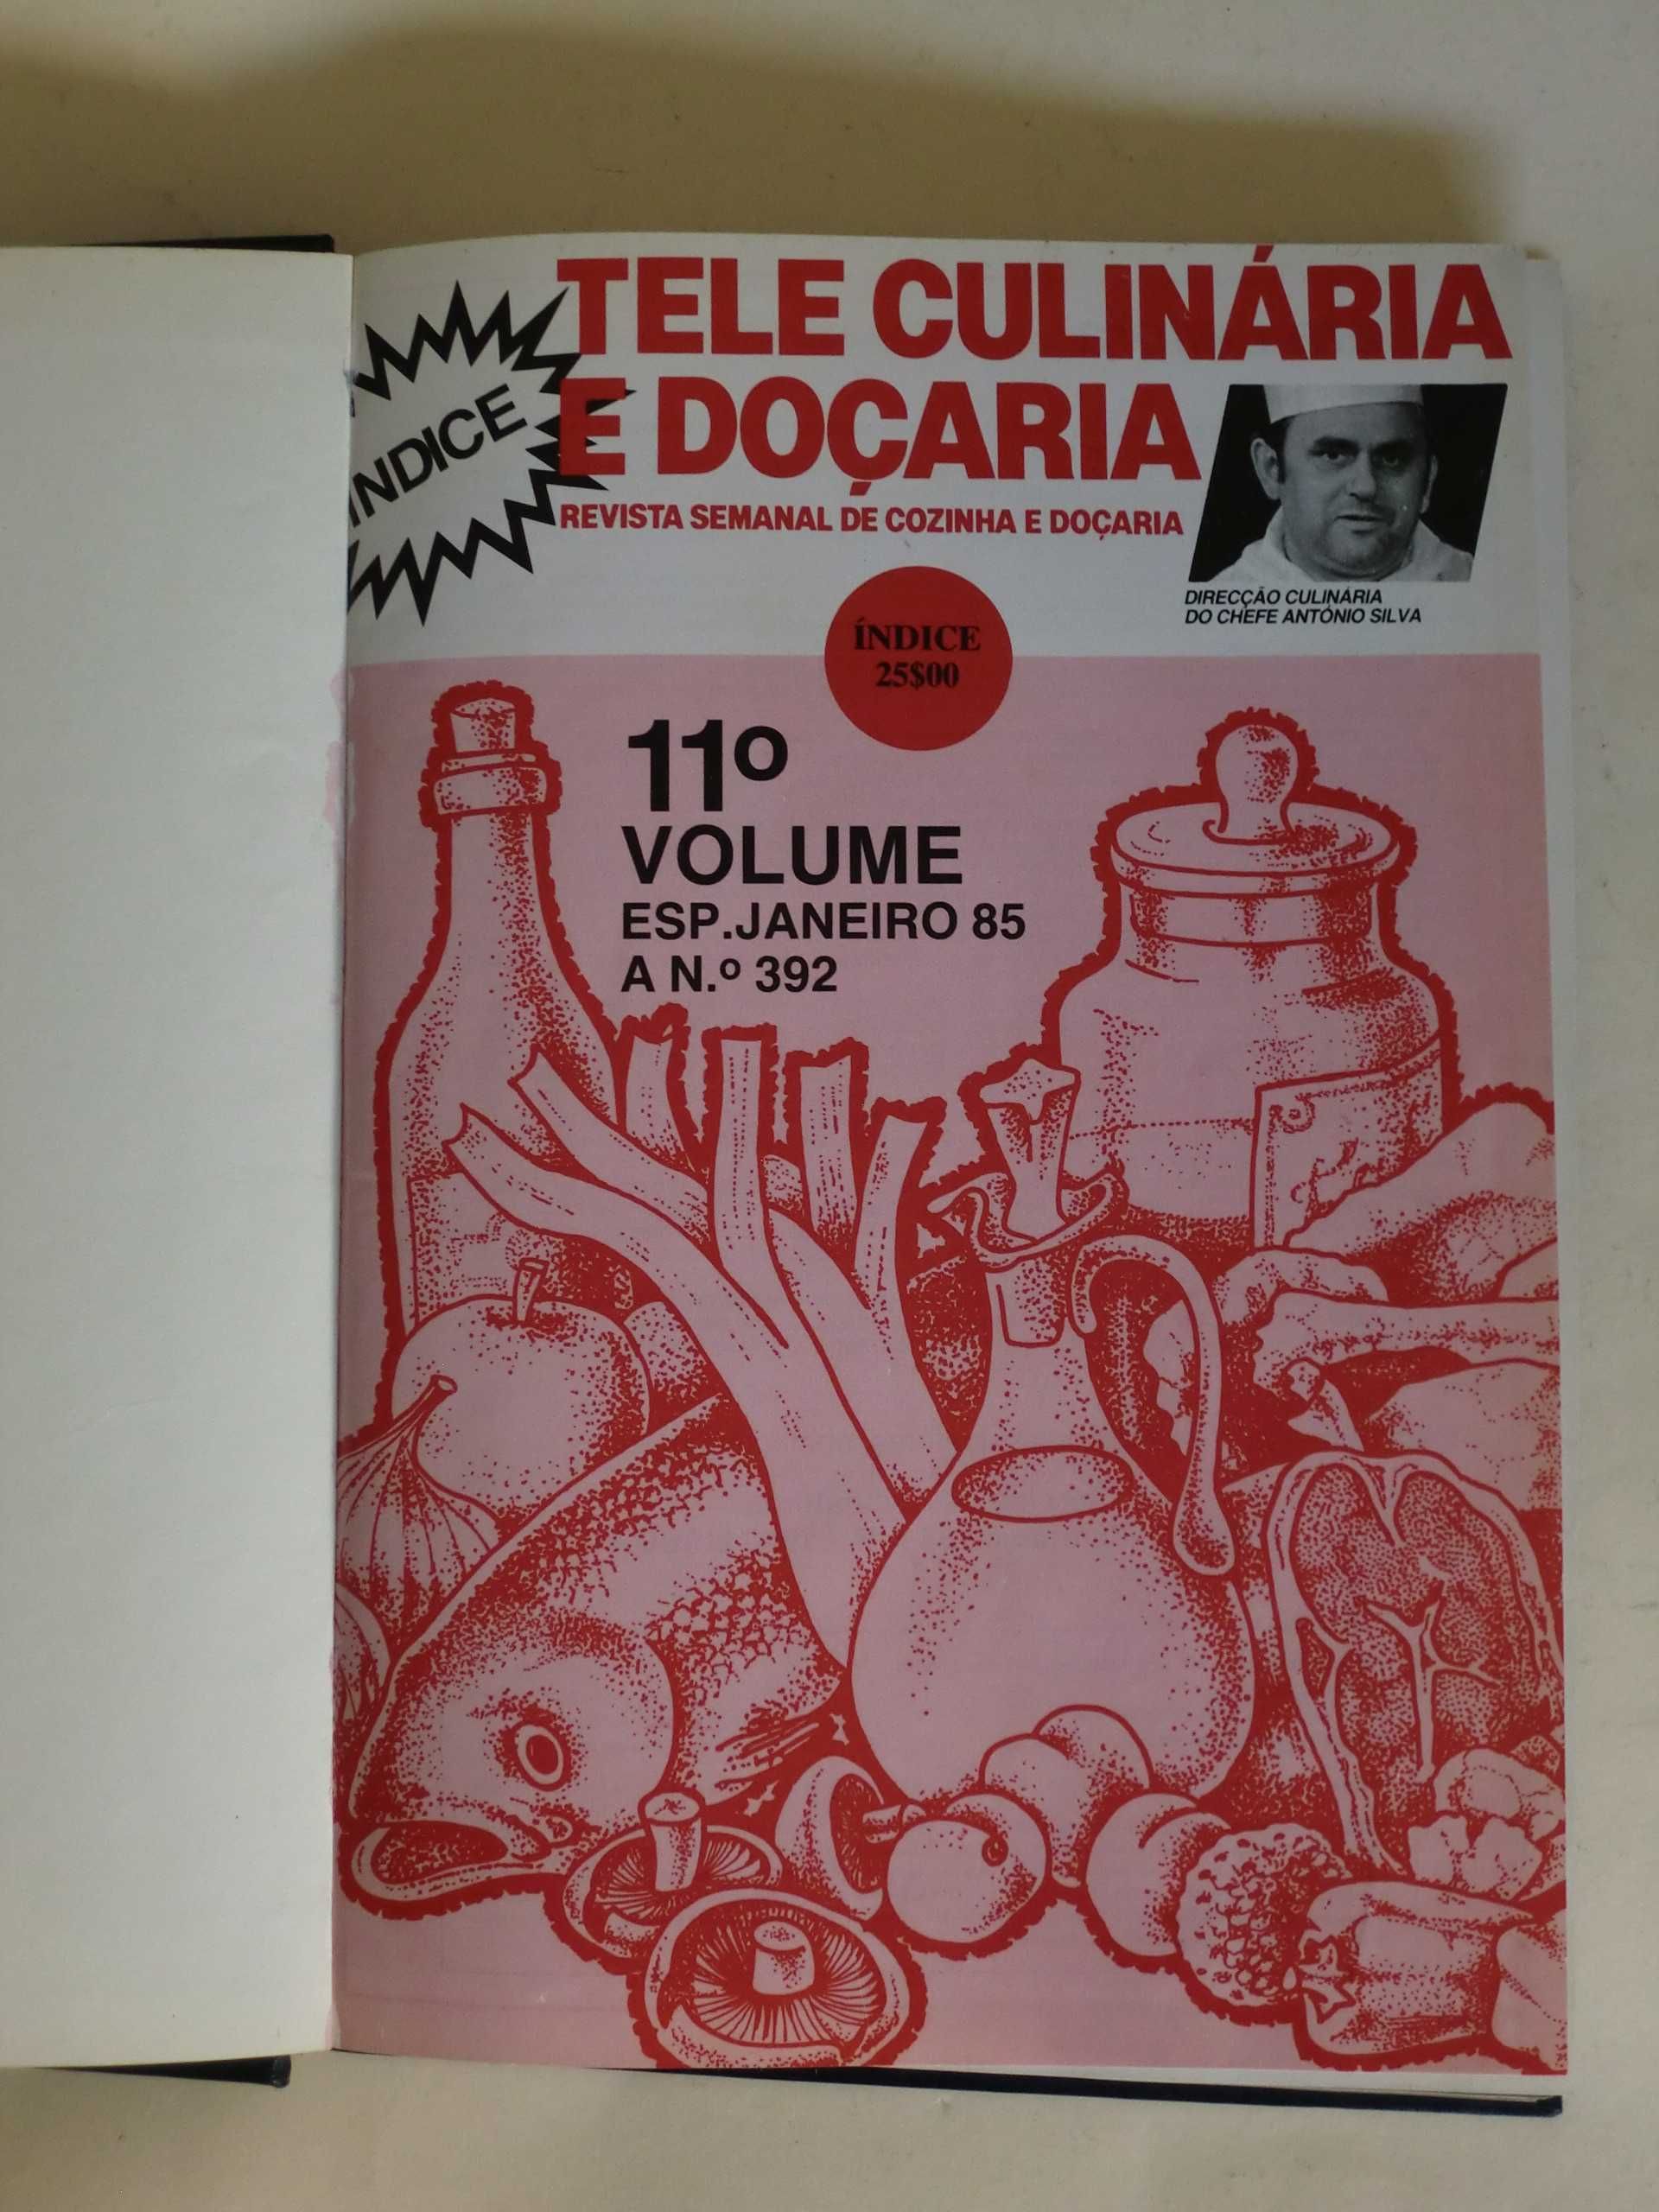 TELE CULINÁRIA
E DOÇARIA
REVISTA SEMANAL DE COZINHA E DOÇARIA
ÍNDICE
DIRECÇÃO CULINÁRIA
DO CHEFE ANTÓNIO SILVA
ÍNDICE
25$00
11º
VOLUME
ESP.JANEIRO 85
A N.º 392